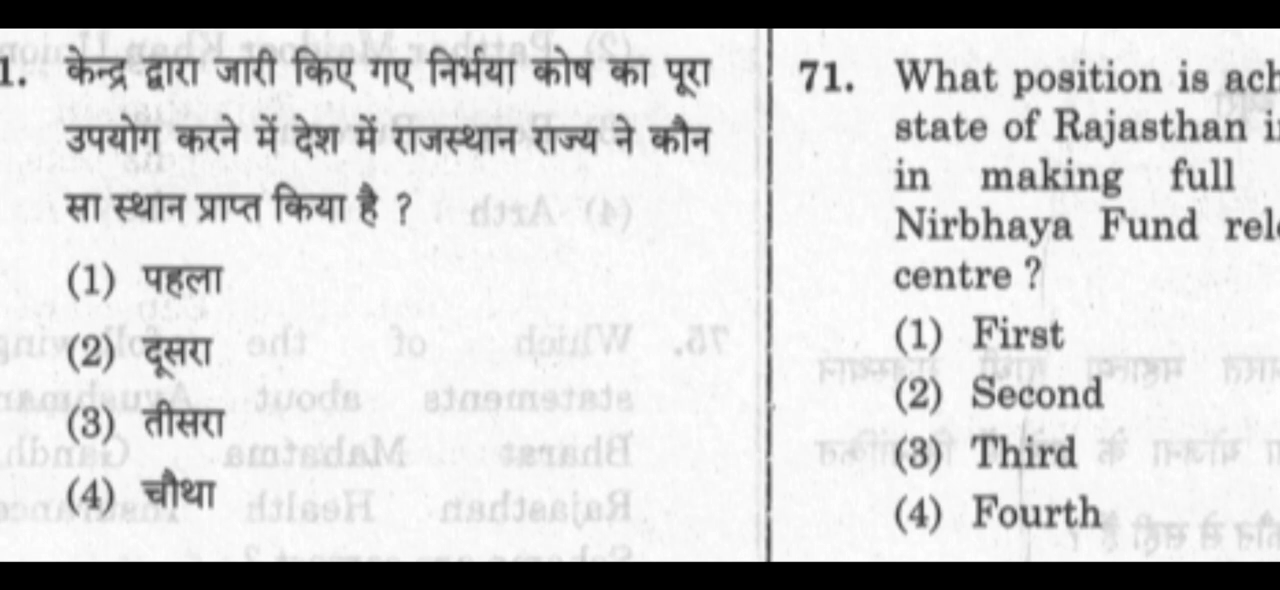 1. केन्द्र द्वारा जारी किए गए निर्भया कोष का पूरा
उपयोग करने में देश में राजस्थान राज्य ने कौन
सा स्थान प्राप्त किया है ?
(1) पहला
(2) दूसरा
(3) तीसरा
(4) चौथा
71. What position is ach
state of Rajasthan i
in making full
Nirbhaya Fund rel
centre ?
(1) First
(2) Second
(3) Third
(4) Fourth